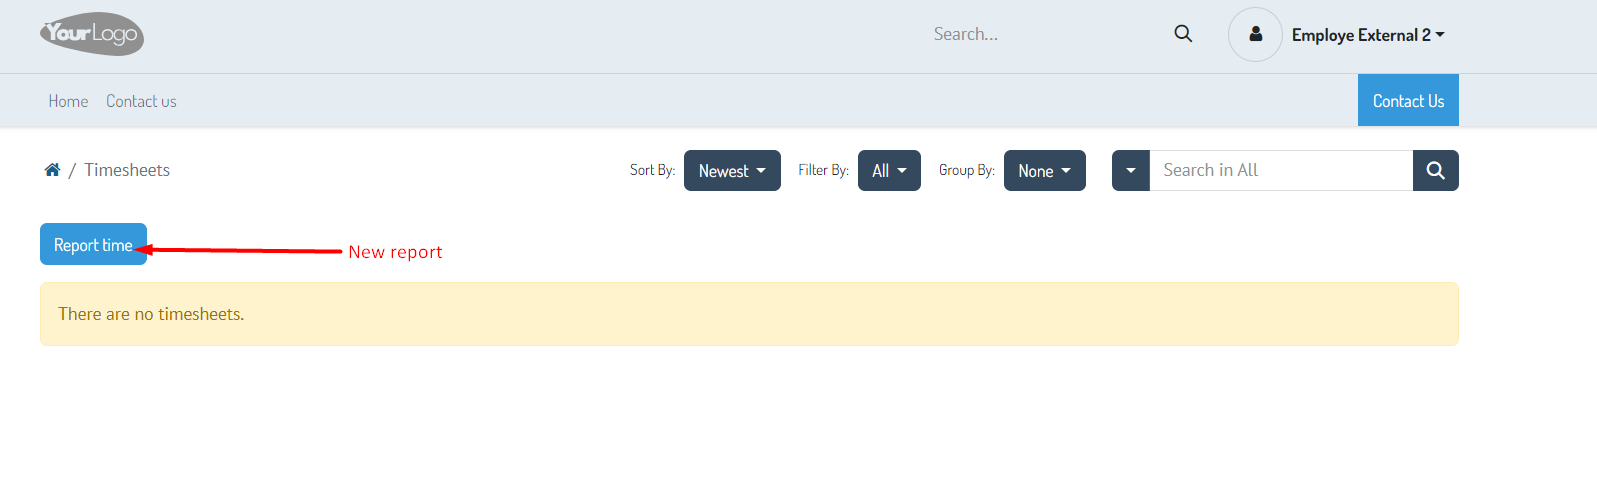 YourLogo
Search...
Employe External 2
Home Contact us
Contact Us
/ Timesheets
Sort By: Newest Filter By: All Group By: None Search in All
Report time
New report
There are no timesheets.